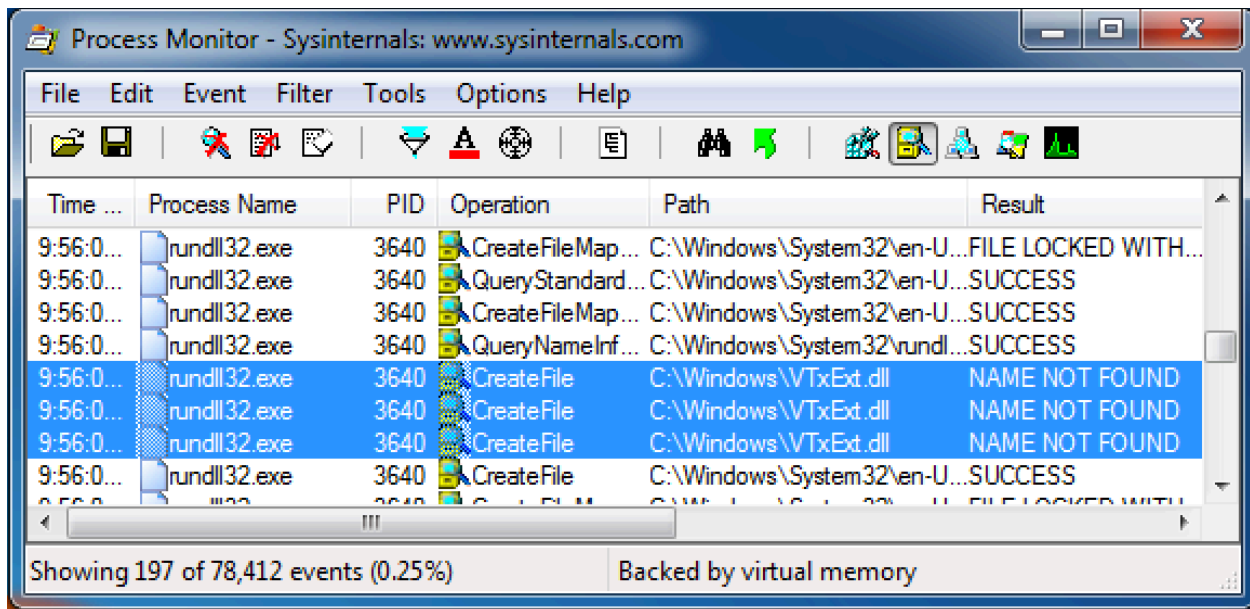 Process Monitor - Sysinternals: www.sysinternals.com
File Edit Event Filter Tools Options Help
Time ... Process Name PID Operation Path Result
9:56:0... rundll32.exe 3640 CreateFileMap... C:\Windows\System32\en-U... FILE LOCKED WITH...
9:56:0... rundll32.exe 3640 QueryStandard... C:\Windows\System32\en-U... SUCCESS
9:56:0... rundll32.exe 3640 CreateFileMap... C:\Windows\System32\en-U... SUCCESS
9:56:0... rundll32.exe 3640 QueryNameInf... C:\Windows\System32\rundl... SUCCESS
9:56:0... rundll32.exe 3640 CreateFile C:\Windows\VTxExt.dll NAME NOT FOUND
9:56:0... rundll32.exe 3640 CreateFile C:\Windows\VTxExt.dll NAME NOT FOUND
9:56:0... rundll32.exe 3640 CreateFile C:\Windows\VTxExt.dll NAME NOT FOUND
9:56:0... rundll32.exe 3640 CreateFile C:\Windows\System32\en-U... SUCCESS
Showing 197 of 78,412 events (0.25%) Backed by virtual memory